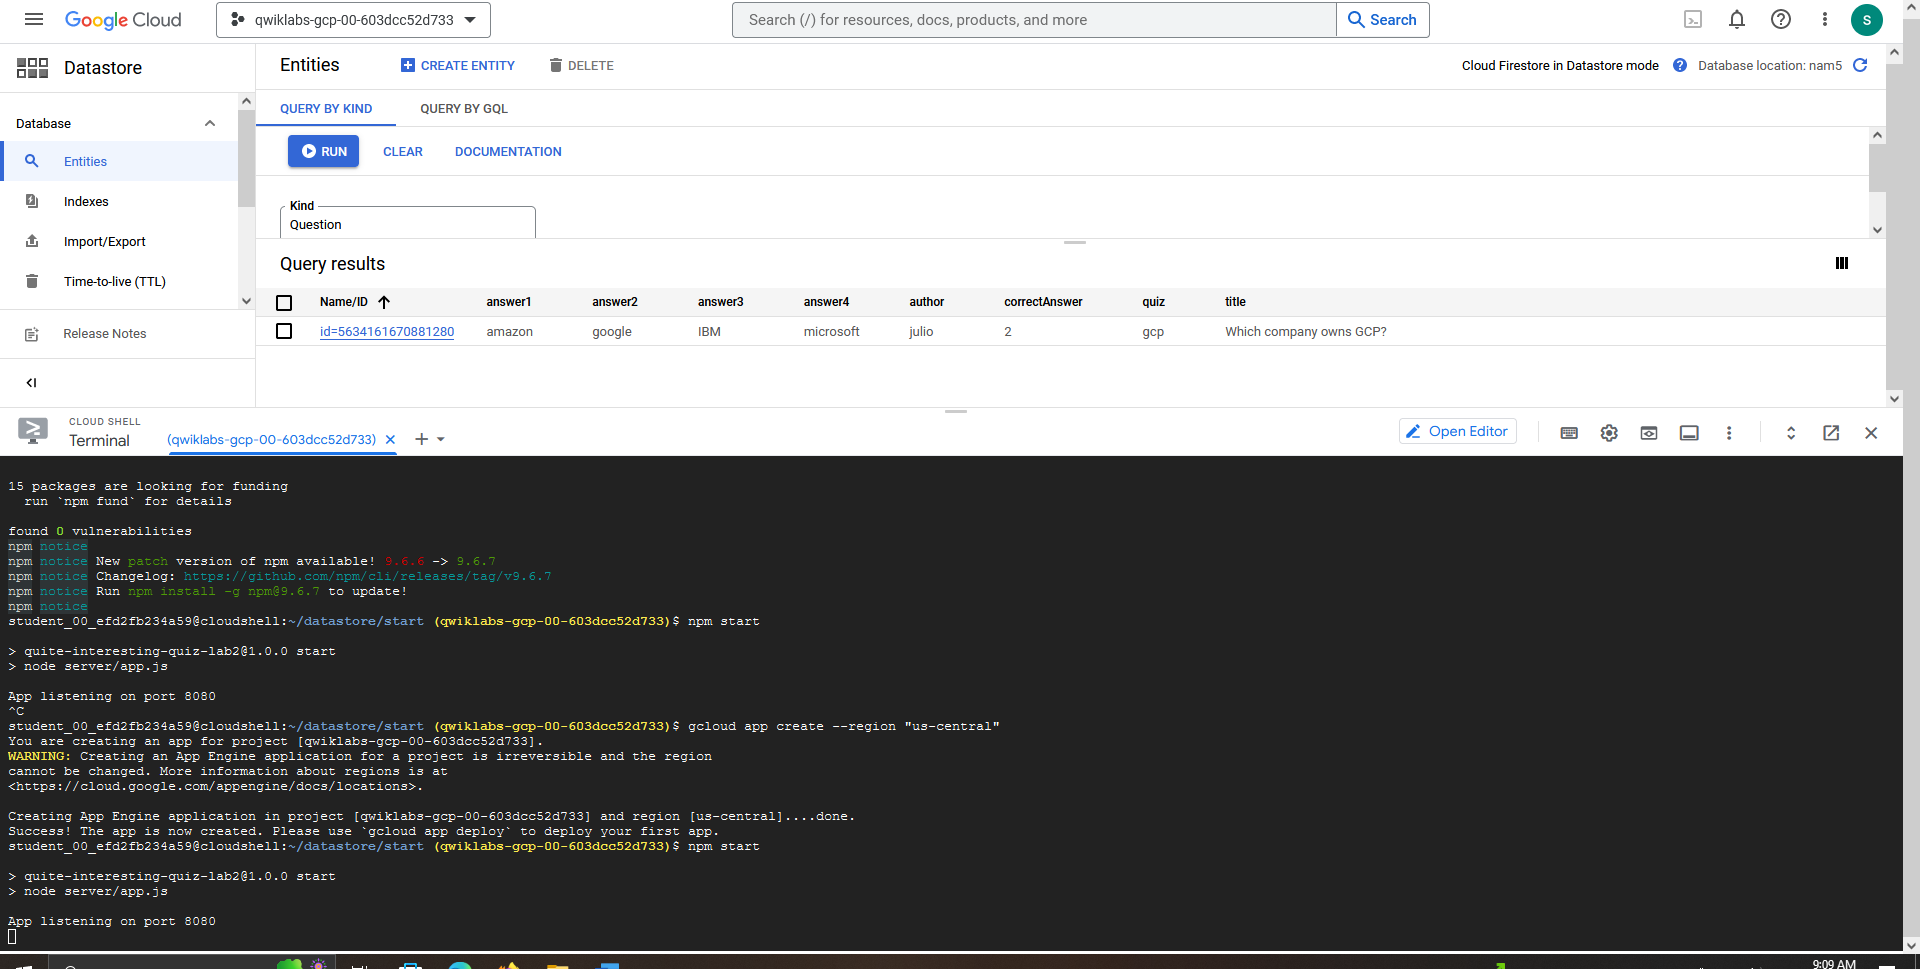 Google Cloud
qwiklabs-gcp-00-603dcc52d733
Search (/) for resources, docs, products, and more
Search
S
Datastore
Entities
CREATE ENTITY
DELETE
Cloud Firestore in Datastore mode
Database location: nam5
Database
Entities
Indexes
Import/Export
Time-to-live (TTL)
Release Notes
QUERY BY KIND
QUERY BY GQL
RUN
CLEAR
DOCUMENTATION
Kind
Question
Query results
Name/ID answer1 answer2 answer3 answer4 author correctAnswer quiz title
id=5634161670881280 amazon google IBM microsoft julio 2 gcp Which company owns GCP?
CLOUD SHELL
Terminal
(qwiklabs-gcp-00-603dcc52d733)
Open Editor
15 packages are looking for funding
run `npm fund` for details
found 0 vulnerabilities
npm notice
npm notice New patch version of npm available! 9.6.6 -> 9.6.7
npm notice Changelog: https://github.com/npm/cli/releases/tag/v9.6.7
npm notice Run npm install -g npm@9.6.7 to update!
npm notice
student_00_efd2fb234a59@cloudshell:~/datastore/start (qwiklabs-gcp-00-603dcc52d733)$ npm start
> quite-interesting-quiz-lab2@1.0.0 start
> node server/app.js
App listening on port 8080
^C
student_00_efd2fb234a59@cloudshell:~/datastore/start (qwiklabs-gcp-00-603dcc52d733)$ gcloud app create --region "us-central"
You are creating an app for project [qwiklabs-gcp-00-603dcc52d733].
WARNING: Creating an App Engine application for a project is irreversible and the region
cannot be changed. More information about regions is at
<https://cloud.google.com/appengine/docs/locations>.
Creating App Engine application in project [qwiklabs-gcp-00-603dcc52d733] and region [us-central]....done.
Success! The app is now created. Please use `gcloud app deploy` to deploy your first app.
student_00_efd2fb234a59@cloudshell:~/datastore/start (qwiklabs-gcp-00-603dcc52d733)$ npm start
> quite-interesting-quiz-lab2@1.0.0 start
> node server/app.js
App listening on port 8080
9:09 AM